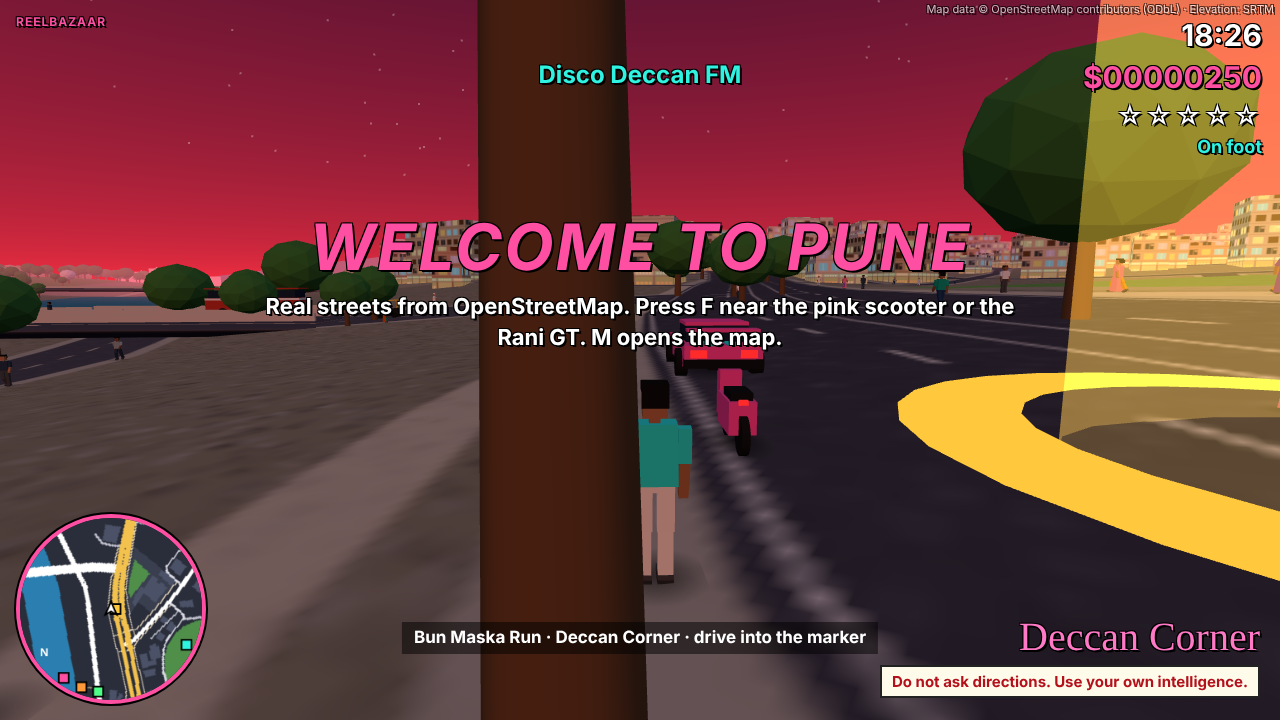 REELBAZAAR
Map data © OpenStreetMap contributors (ODbL) · Elevation: SRTM
18:26
Disco Deccan FM
$00000250
On foot
WELCOME TO PUNE
Real streets from OpenStreetMap. Press F near the pink scooter or the
Rani GT. M opens the map.
N
Bun Maska Run · Deccan Corner · drive into the marker
Deccan Corner
Do not ask directions. Use your own intelligence.